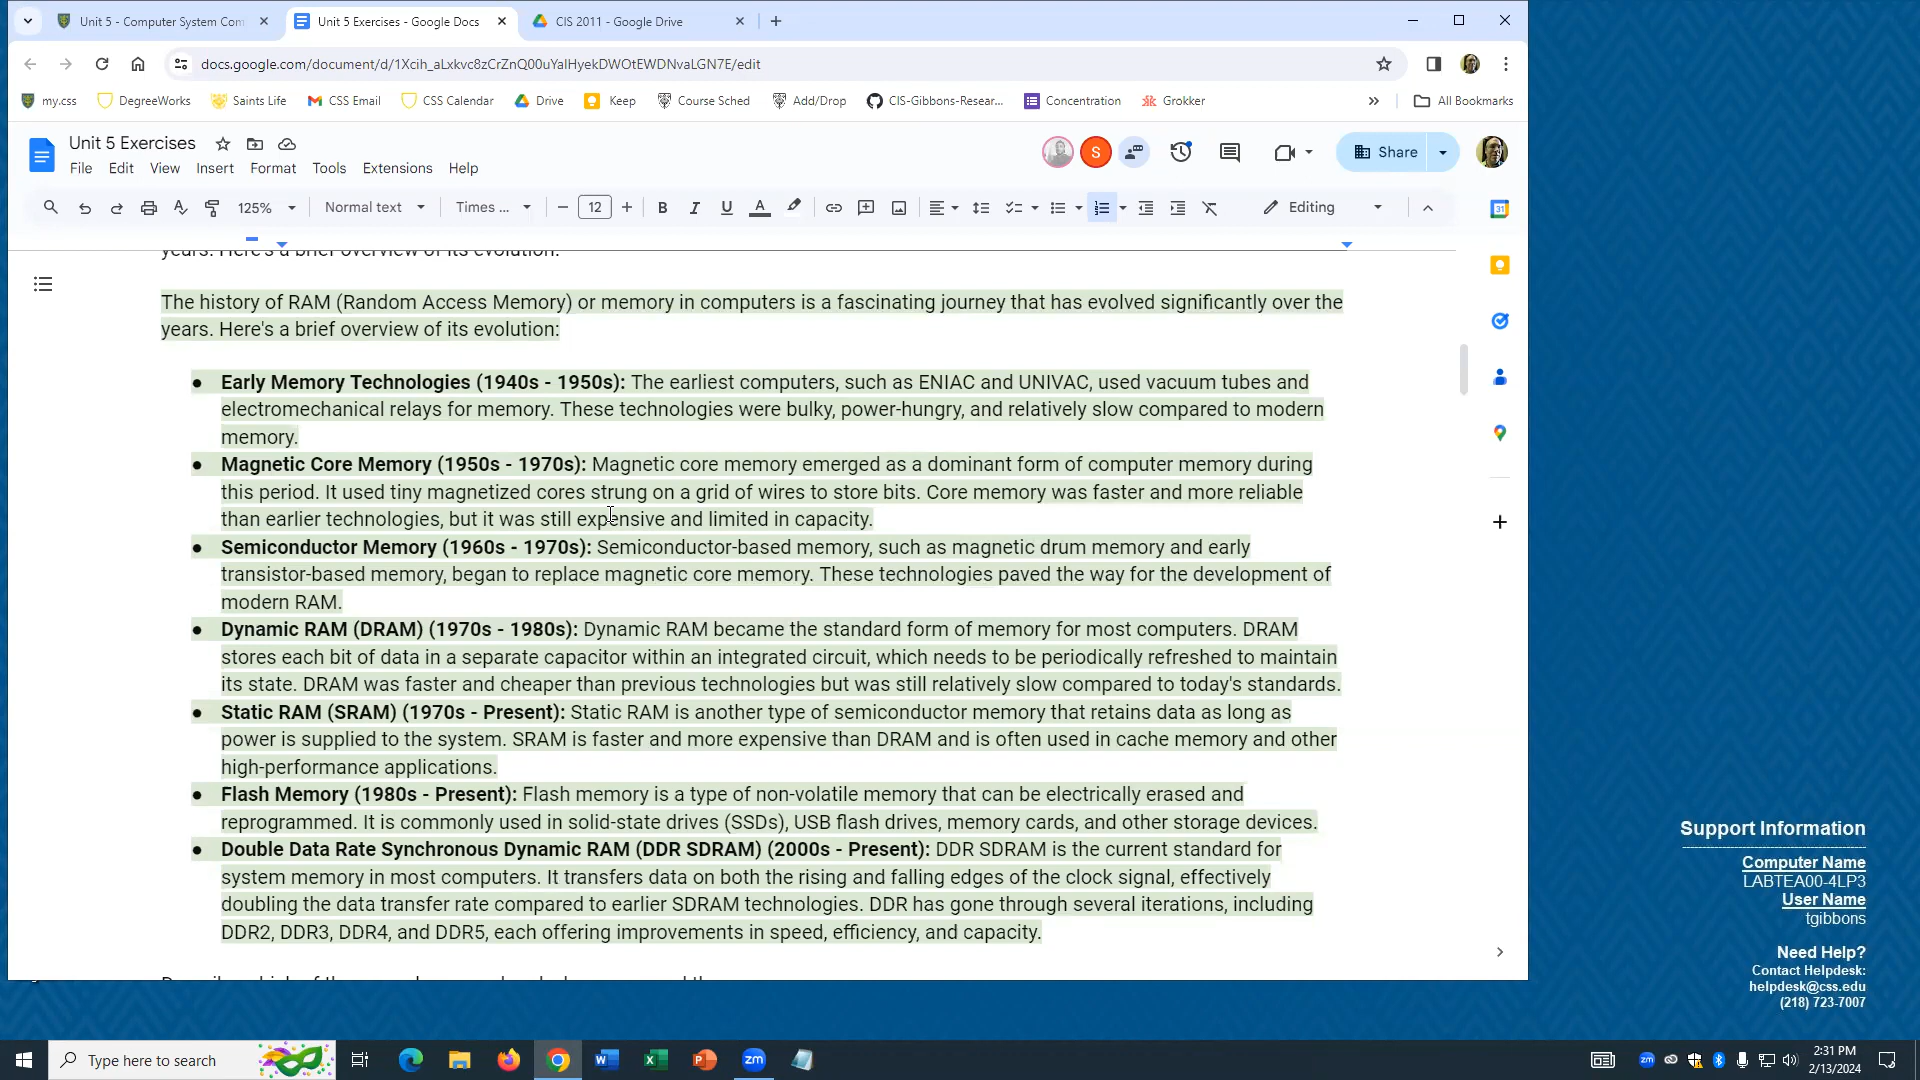 Unit 5 - Computer System Com
Unit 5 Exercises - Google Docs
CIS 2011 - Google Drive
docs.google.com/document/d/1Xcih_aLxkvc8zCrZnQ00uYalHyekDWOtEWDNvaLGN7E/edit
my.css
DegreeWorks
Saints Life
CSS Email
CSS Calendar
Drive
Keep
Course Sched
Add/Drop
CIS-Gibbons-Resear...
Concentration
Grokker
All Bookmarks
Unit 5 Exercises
S
Share
File Edit View Insert Format Tools Extensions Help
125%
Normal text
Times ...
12
B I U A
Editing
31
years. Here's a brief overview of its evolution:
The history of RAM (Random Access Memory) or memory in computers is a fascinating journey that has evolved significantly over the
years. Here's a brief overview of its evolution:
● Early Memory Technologies (1940s - 1950s): The earliest computers, such as ENIAC and UNIVAC, used vacuum tubes and
electromechanical relays for memory. These technologies were bulky, power-hungry, and relatively slow compared to modern
memory.
● Magnetic Core Memory (1950s - 1970s): Magnetic core memory emerged as a dominant form of computer memory during
this period. It used tiny magnetized cores strung on a grid of wires to store bits. Core memory was faster and more reliable
than earlier technologies, but it was still expensive and limited in capacity.
● Semiconductor Memory (1960s - 1970s): Semiconductor-based memory, such as magnetic drum memory and early
transistor-based memory, began to replace magnetic core memory. These technologies paved the way for the development of
modern RAM.
● Dynamic RAM (DRAM) (1970s - 1980s): Dynamic RAM became the standard form of memory for most computers. DRAM
stores each bit of data in a separate capacitor within an integrated circuit, which needs to be periodically refreshed to maintain
its state. DRAM was faster and cheaper than previous technologies but was still relatively slow compared to today's standards.
● Static RAM (SRAM) (1970s - Present): Static RAM is another type of semiconductor memory that retains data as long as
power is supplied to the system. SRAM is faster and more expensive than DRAM and is often used in cache memory and other
high-performance applications.
● Flash Memory (1980s - Present): Flash memory is a type of non-volatile memory that can be electrically erased and
reprogrammed. It is commonly used in solid-state drives (SSDs), USB flash drives, memory cards, and other storage devices.
● Double Data Rate Synchronous Dynamic RAM (DDR SDRAM) (2000s - Present): DDR SDRAM is the current standard for
system memory in most computers. It transfers data on both the rising and falling edges of the clock signal, effectively
doubling the data transfer rate compared to earlier SDRAM technologies. DDR has gone through several iterations, including
DDR2, DDR3, DDR4, and DDR5, each offering improvements in speed, efficiency, and capacity.
Support Information
Computer Name
LABTEA00-4LP3
User Name
tgibbons
Need Help?
Contact Helpdesk:
helpdesk@css.edu
(218) 723-7007
Type here to search
zm
zm
2:31 PM
2/13/2024